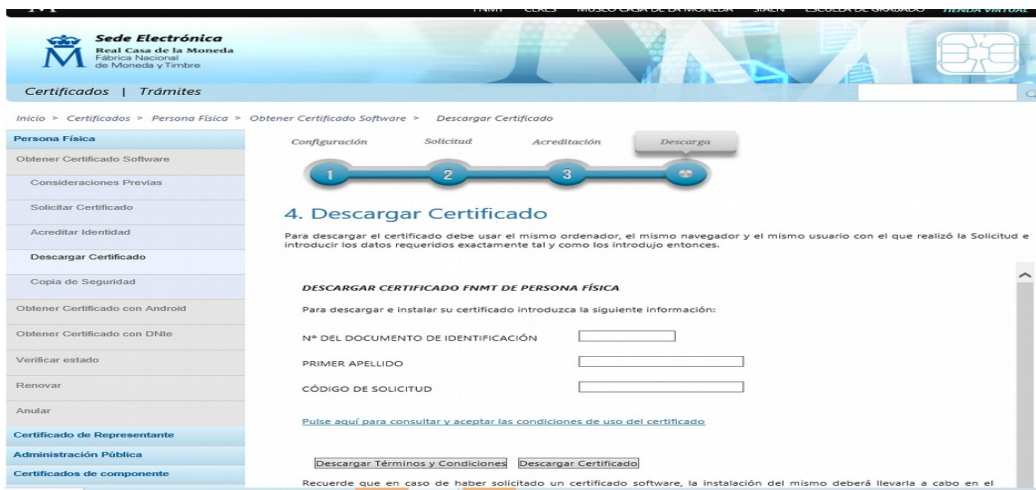 FNMT CERES MUSEO CASA DE LA MONEDA SIAEN ESCUELA DE GRABADO TIENDA VIRTUAL
Sede Electrónica
Real Casa de la Moneda
Fábrica Nacional
de Moneda y Timbre
Certificados | Trámites
Inicio > Certificados > Persona Física > Obtener Certificado Software > Descargar Certificado
Persona Física
Obtener Certificado Software
Consideraciones Previas
Solicitar Certificado
Acreditar Identidad
Descargar Certificado
Copia de Seguridad
Obtener Certificado con Android
Obtener Certificado con DNIe
Verificar estado
Renovar
Anular
Certificado de Representante
Administración Pública
Certificados de componente
Configuración Solicitud Acreditación Descarga
1 2 3
4. Descargar Certificado
Para descargar el certificado debe usar el mismo ordenador, el mismo navegador y el mismo usuario con el que realizó la Solicitud e
introducir los datos requeridos exactamente tal y como los introdujo entonces.
DESCARGAR CERTIFICADO FNMT DE PERSONA FÍSICA
Para descargar e instalar su certificado introduzca la siguiente información:
Nº DEL DOCUMENTO DE IDENTIFICACIÓN
PRIMER APELLIDO
CÓDIGO DE SOLICITUD
Pulse aquí para consultar y aceptar las condiciones de uso del certificado
Descargar Términos y Condiciones Descargar Certificado
Recuerde que en caso de haber solicitado un certificado software, la instalación del mismo deberá llevarla a cabo en el